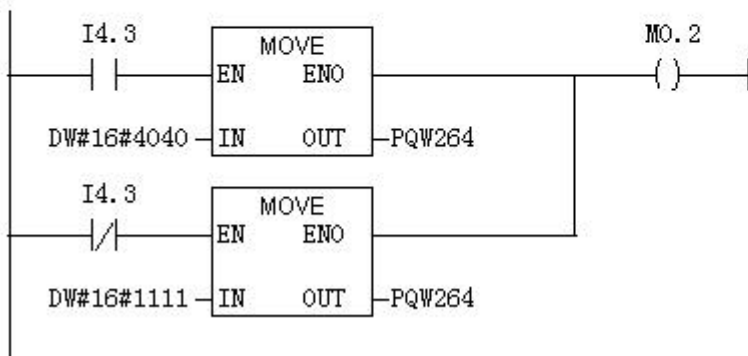 I4.3 M0.2
MOVE
EN ENO
DW#16#4040 IN OUT PQW264
I4.3
MOVE
EN ENO
DW#16#1111 IN OUT PQW264